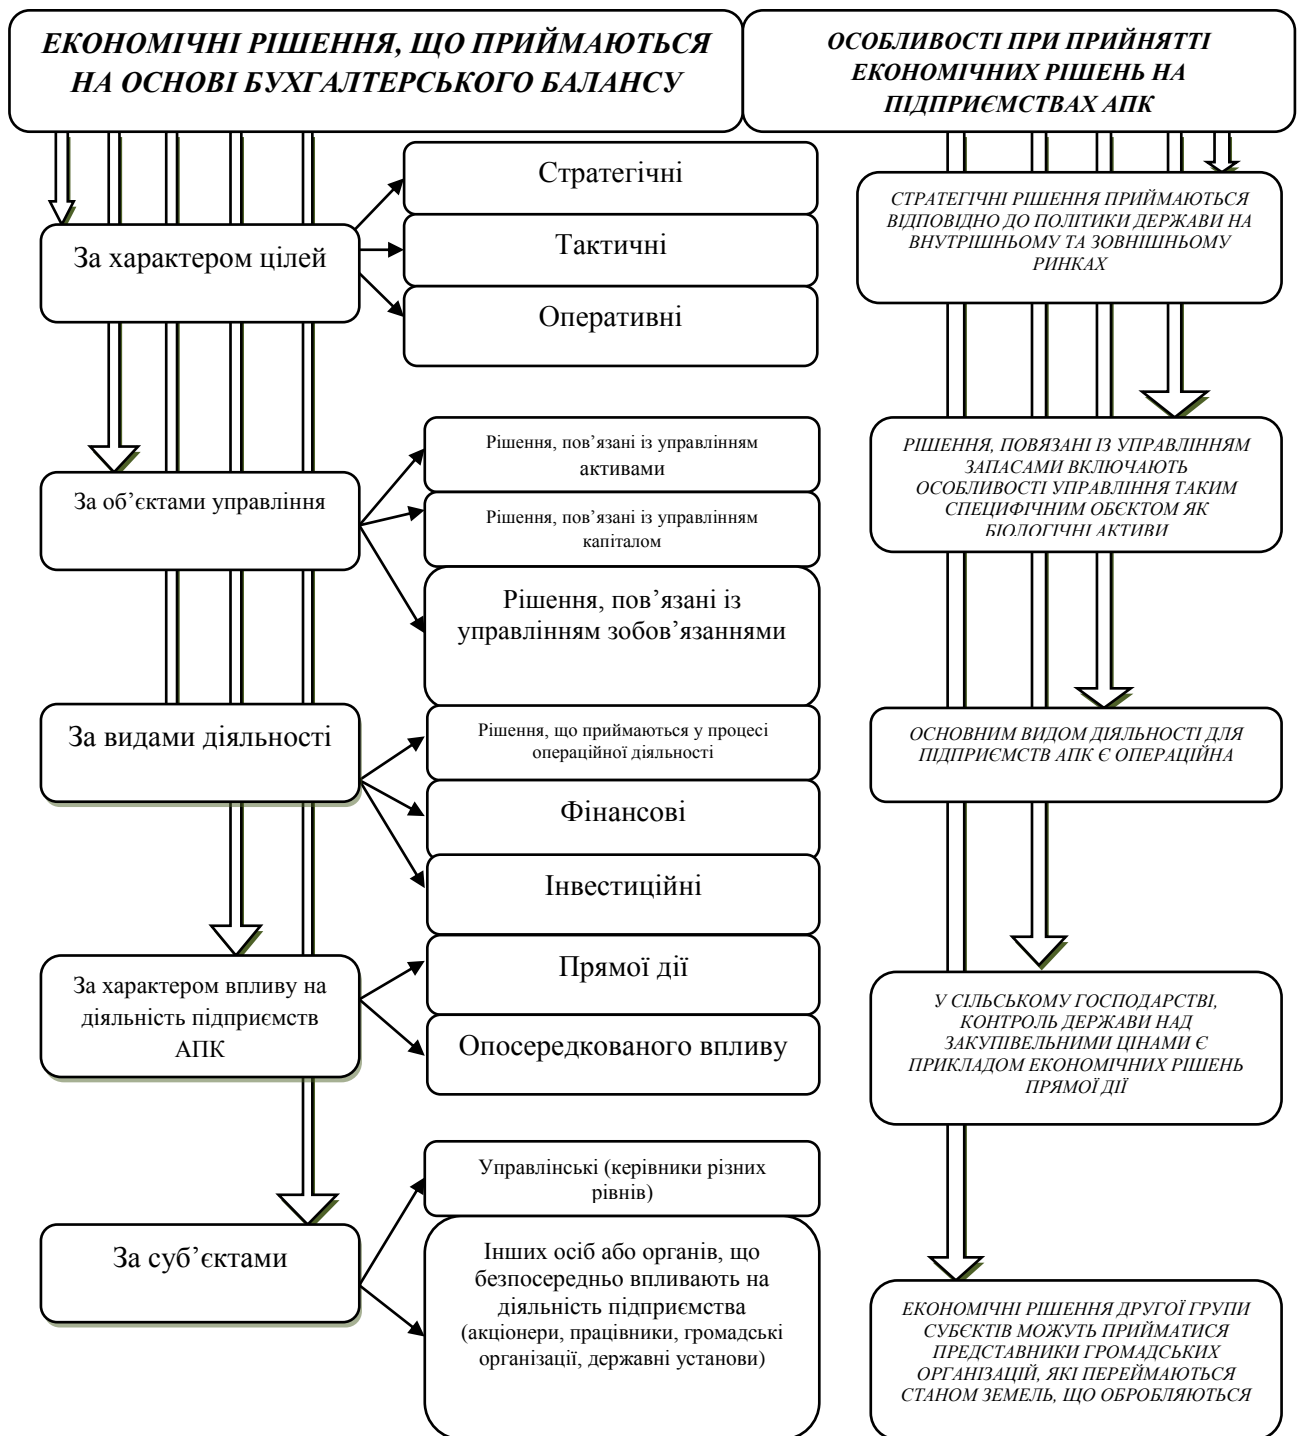 ЕКОНОМІЧНІ РІШЕННЯ, ЩО ПРИЙМАЮТЬСЯ
НА ОСНОВІ БУХГАЛТЕРСЬКОГО БАЛАНСУ
ОСОБЛИВОСТІ ПРИ ПРИЙНЯТТІ
ЕКОНОМІЧНИХ РІШЕНЬ НА
ПІДПРИЄМСТВАХ АПК
За характером цілей
Стратегічні
Тактичні
Оперативні
СТРАТЕГІЧНІ РІШЕННЯ ПРИЙМАЮТЬСЯ
ВІДПОВІДНО ДО ПОЛІТИКИ ДЕРЖАВИ НА
ВНУТРІШНЬОМУ ТА ЗОВНІШНЬОМУ
РИНКАХ
За об’єктами управління
Рішення, пов’язані із управлінням
активами
Рішення, пов’язані із управлінням
капіталом
Рішення, пов’язані із
управлінням зобов’язаннями
РІШЕННЯ, ПОВЯЗАНІ ІЗ УПРАВЛІННЯМ
ЗАПАСАМИ ВКЛЮЧАЮТЬ
ОСОБЛИВОСТІ УПРАВЛІННЯ ТАКИМ
СПЕЦИФІЧНИМ ОБЄКТОМ ЯК
БІОЛОГІЧНІ АКТИВИ
За видами діяльності
Рішення, що приймаються у процесі
операційної діяльності
Фінансові
Інвестиційні
ОСНОВНИМ ВИДОМ ДІЯЛЬНОСТІ ДЛЯ
ПІДПРИЄМСТВ АПК Є ОПЕРАЦІЙНА
За характером впливу на
діяльність підприємств
АПК
Прямої дії
Опосередкованого впливу
У СІЛЬСЬКОМУ ГОСПОДАРСТВІ,
КОНТРОЛЬ ДЕРЖАВИ НАД
ЗАКУПІВЕЛЬНИМИ ЦІНАМИ Є
ПРИКЛАДОМ ЕКОНОМІЧНИХ РІШЕНЬ
ПРЯМОЇ ДІЇ
За суб’єктами
Управлінські (керівники різних
рівнів)
Інших осіб або органів, що
безпосередньо впливають на
діяльність підприємства
(акціонери, працівники, громадські
організації, державні установи)
ЕКОНОМІЧНІ РІШЕННЯ ДРУГОЇ ГРУПИ
СУБЄКТІВ МОЖУТЬ ПРИЙМАТИСЯ
ПРЕДСТАВНИКИ ГРОМАДСЬКИХ
ОРГАНІЗАЦІЙ, ЯКІ ПЕРЕЙМАЮТЬСЯ
СТАНОМ ЗЕМЕЛЬ, ЩО ОБРОБЛЯЮТЬСЯ